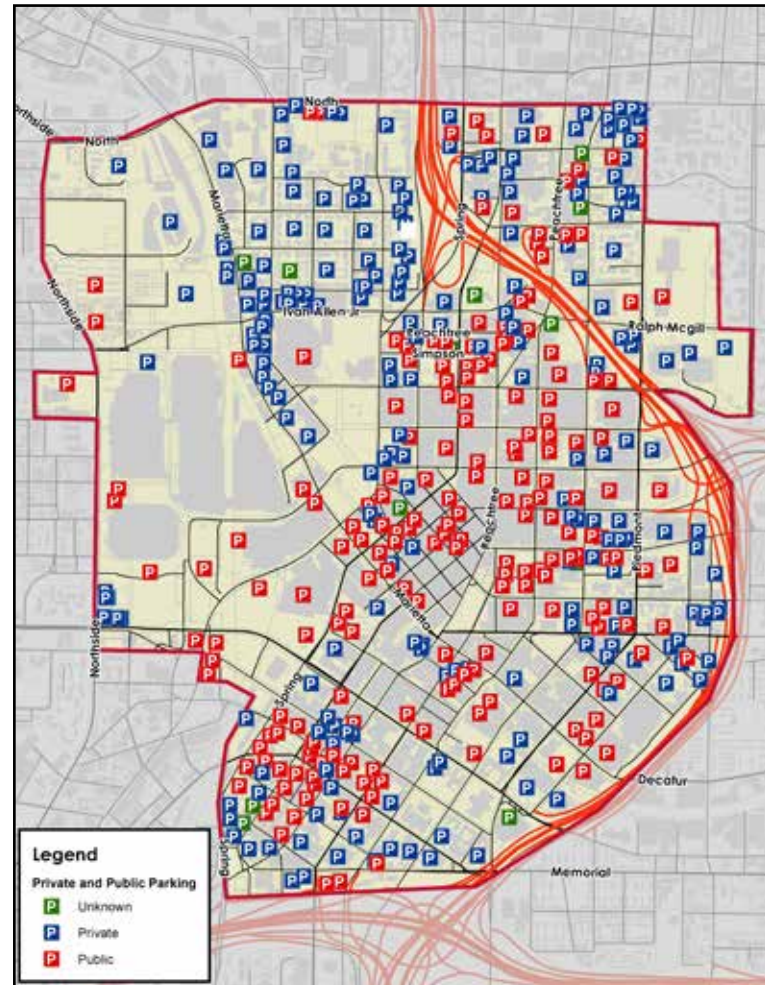 North
Northside
North
Marietta
Spring
Peachtree
Northside
Ivan Allen Jr
Peachtree
Simpson
Ralph Mcgill
Peachtree
Piedmont
Marietta
Northside
Spring
Decatur
Spring
Memorial
Legend
Private and Public Parking
P Unknown
P Private
P Public